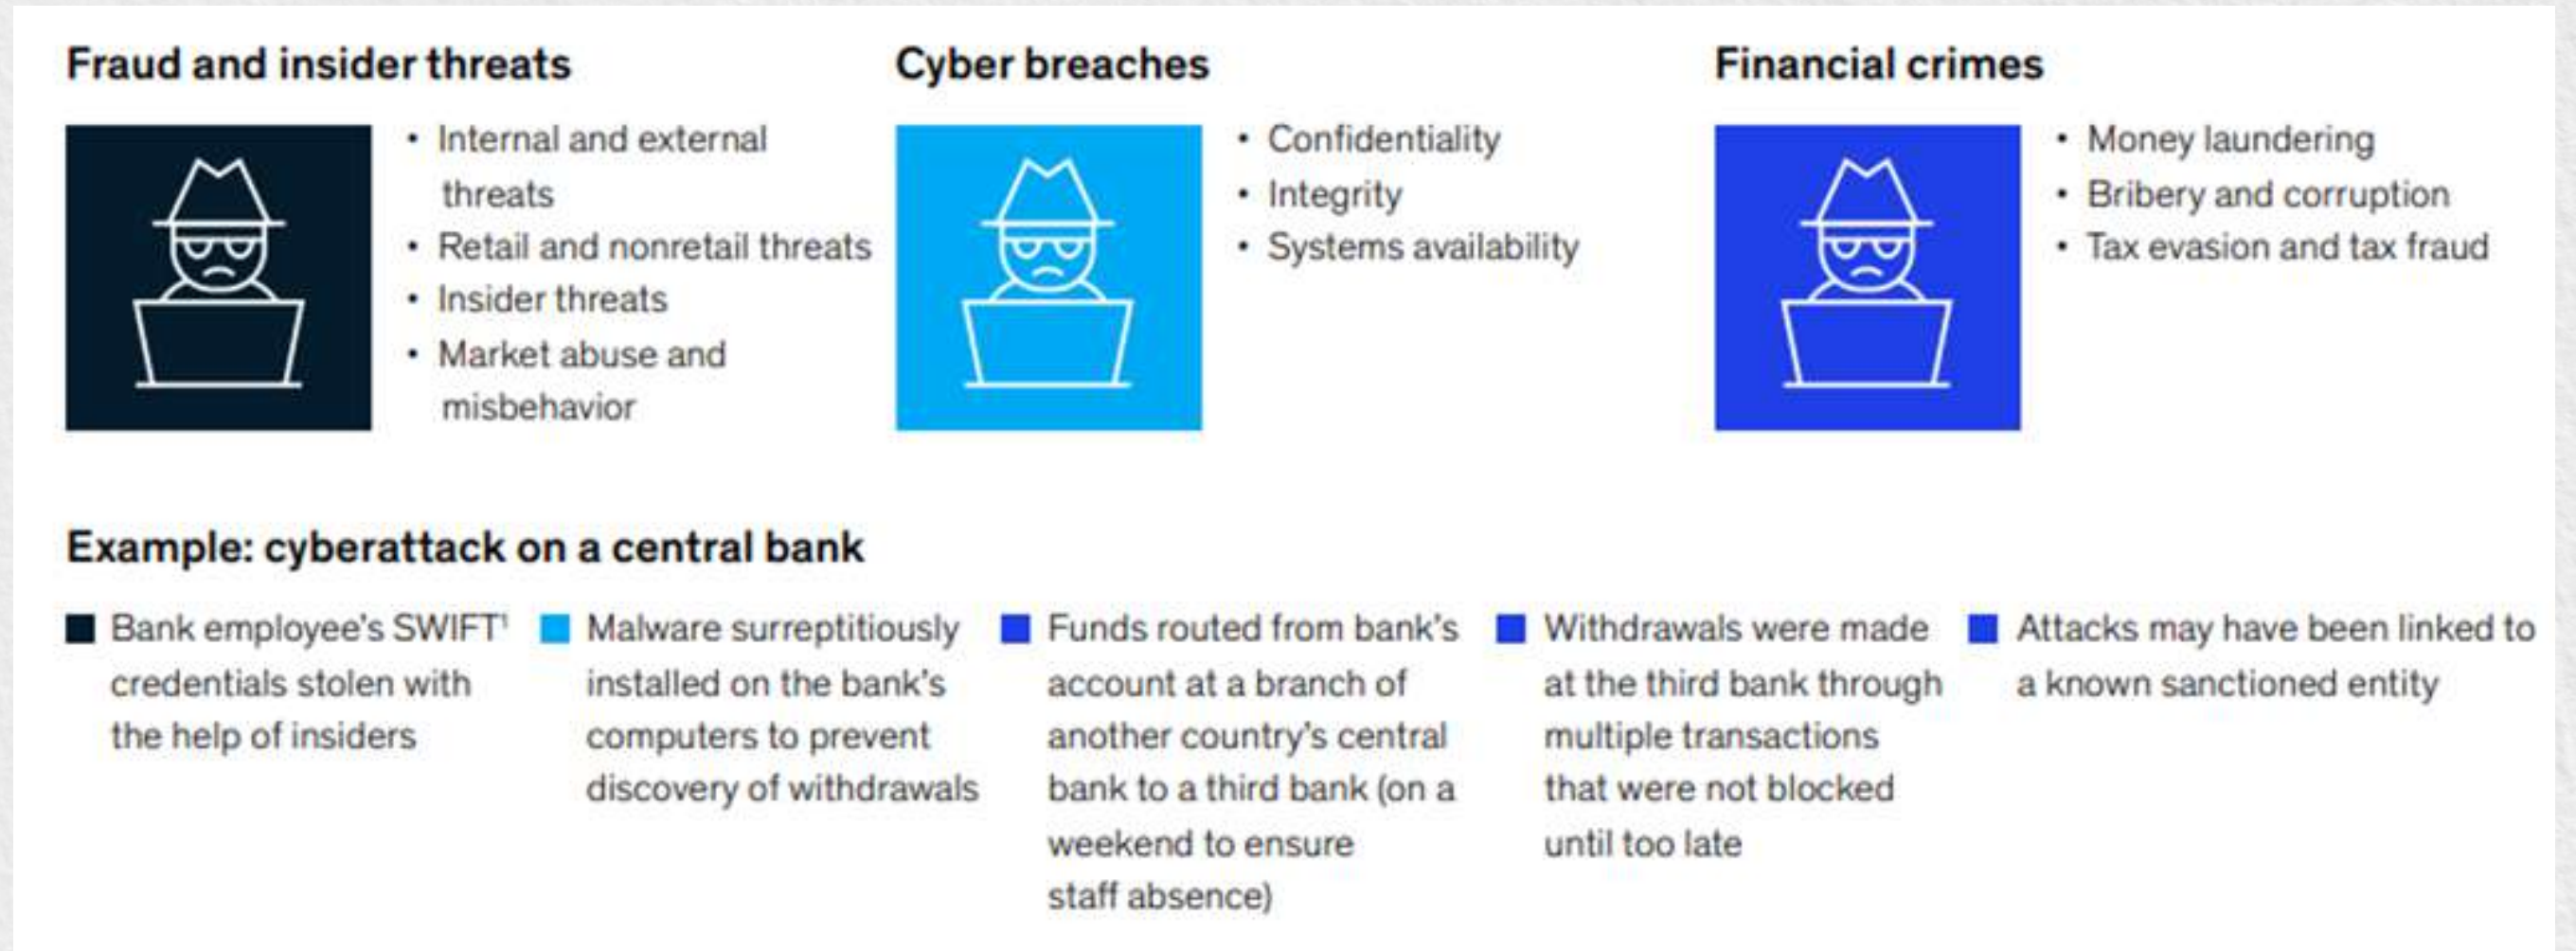 Fraud and insider threats
• Internal and external
threats
• Retail and nonretail threats
• Insider threats
• Market abuse and
misbehavior
Cyber breaches
• Confidentiality
• Integrity
• Systems availability
Financial crimes
• Money laundering
• Bribery and corruption
• Tax evasion and tax fraud
Example: cyberattack on a central bank
Bank employee's SWIFT¹
credentials stolen with
the help of insiders
Malware surreptitiously
installed on the bank's
computers to prevent
discovery of withdrawals
Funds routed from bank's
account at a branch of
another country's central
bank to a third bank (on a
weekend to ensure
staff absence)
Withdrawals were made
at the third bank through
multiple transactions
that were not blocked
until too late
Attacks may have been linked to
a known sanctioned entity